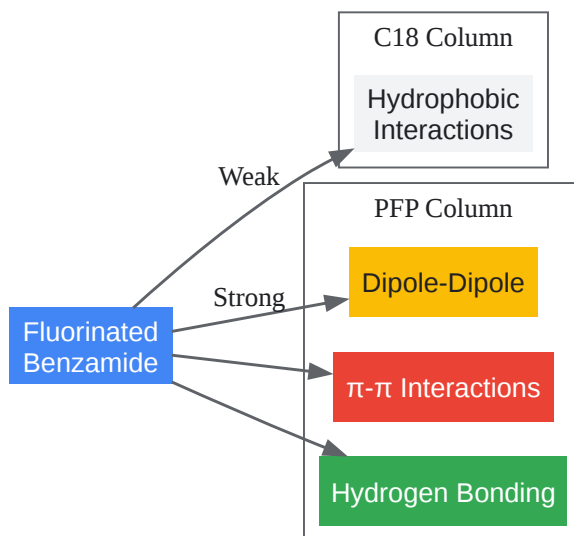 C18 Column
Hydrophobic
Interactions
Weak
PFP Column
Dipole-Dipole
Strong
Fluorinated
Benzamide
π-π Interactions
Hydrogen Bonding